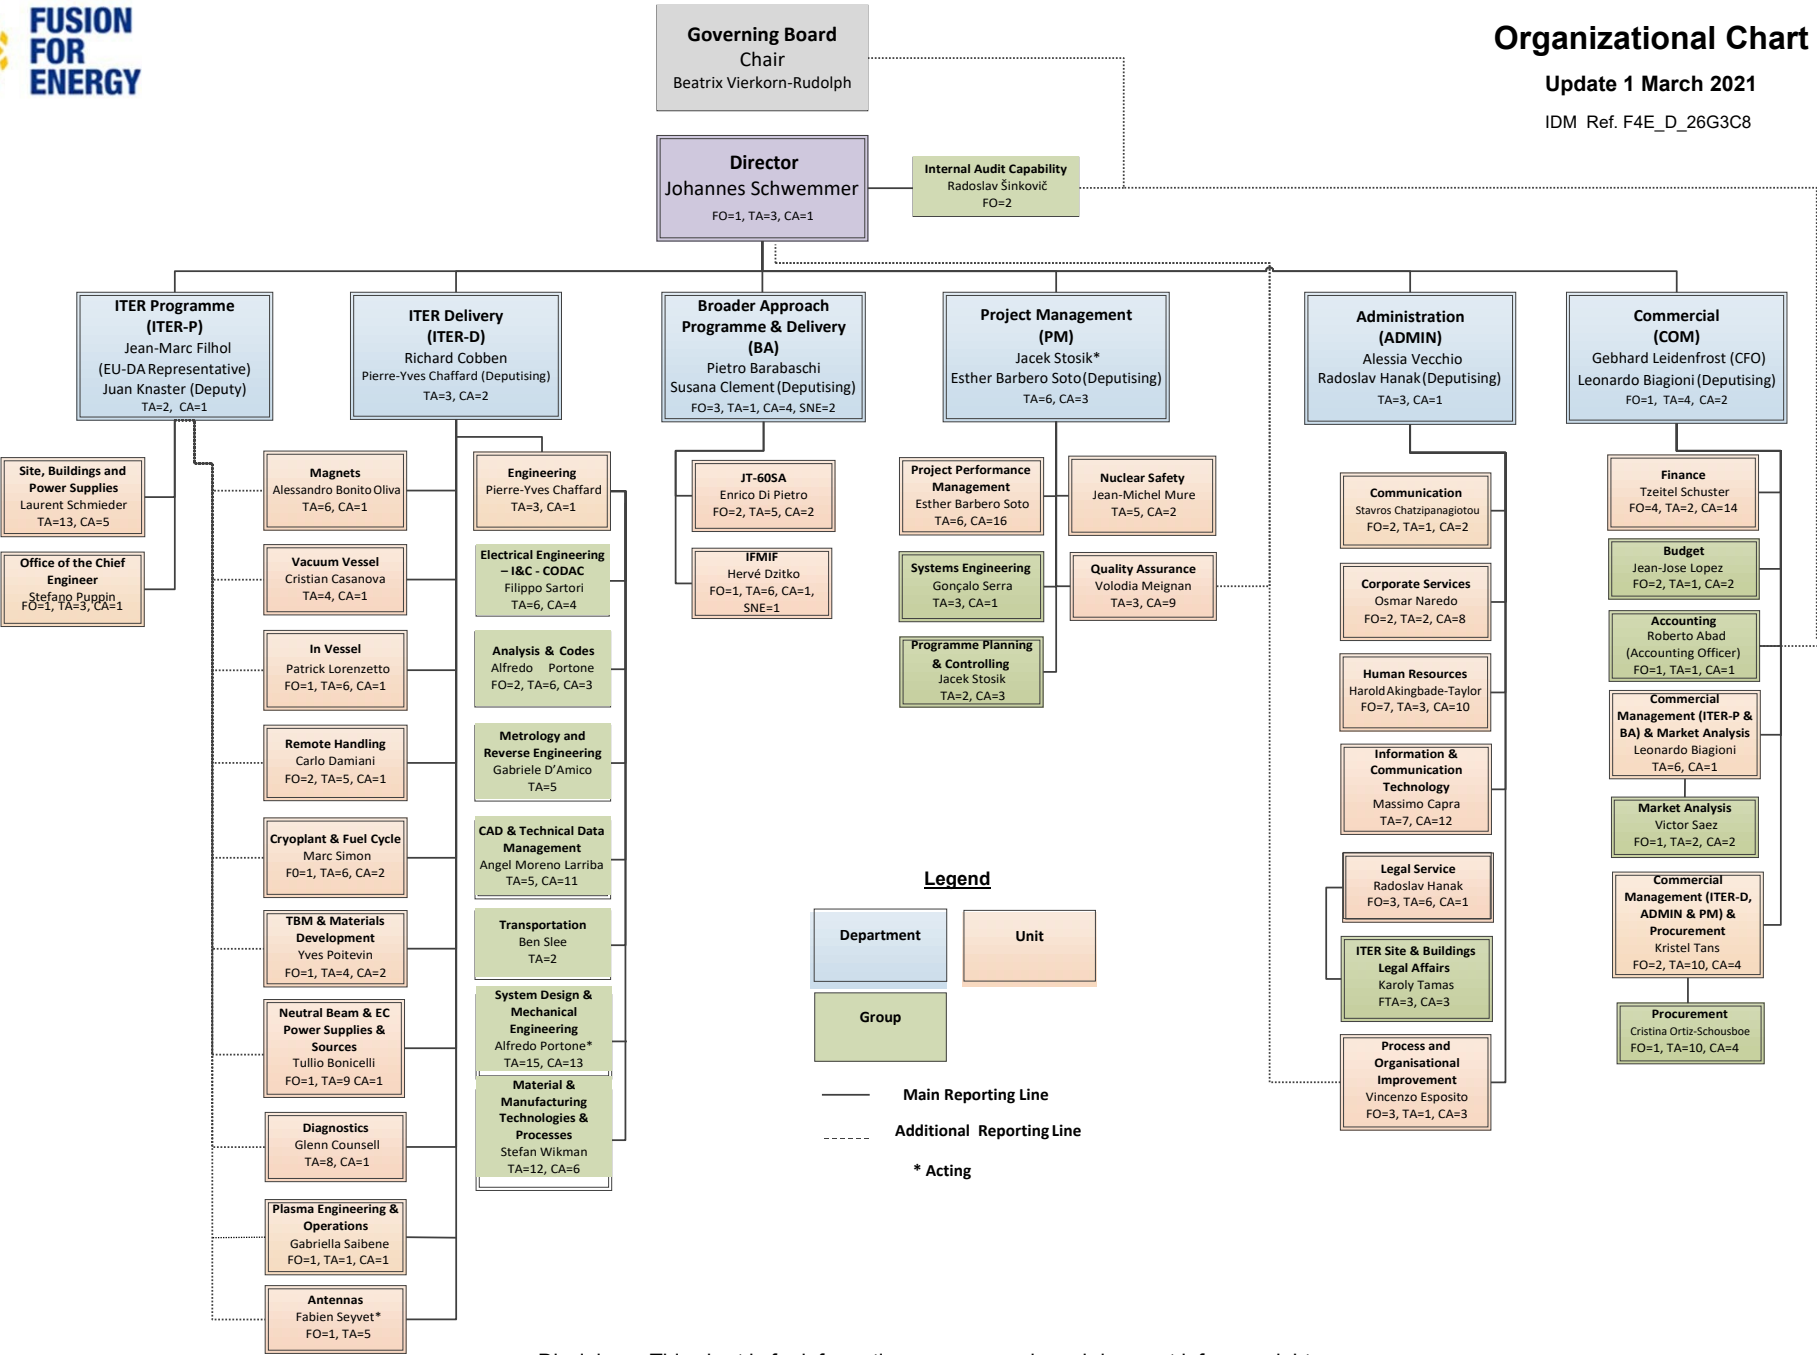 FUSION
FOR
ENERGY
Organizational Chart
Update 1 March 2021
IDM Ref. F4E_D_26G3C8
Governing Board
Chair
Beatrix Vierkorn-Rudolph
Director
Johannes Schwemmer
FO=1, TA=3, CA=1
Internal Audit Capability
Radoslav Šinkovič
FO=2
ITER Programme
(ITER-P)
Jean-Marc Filhol
(EU-DA Representative)
Juan Knaster (Deputy)
TA=2, CA=1
ITER Delivery
(ITER-D)
Richard Cobben
Pierre-Yves Chaffard (Deputising)
TA=3, CA=2
Broader Approach
Programme & Delivery
(BA)
Pietro Barabaschi
Susana Clement (Deputising)
FO=3, TA=1, CA=4, SNE=2
Project Management
(PM)
Jacek Stosik*
Esther Barbero Soto (Deputising)
TA=6, CA=3
Administration
(ADMIN)
Alessia Vecchio
Radoslav Hanak (Deputising)
TA=3, CA=1
Commercial
(COM)
Gebhard Leidenfrost (CFO)
Leonardo Biagioni (Deputising)
FO=1, TA=4, CA=2
Site, Buildings and
Power Supplies
Laurent Schmieder
TA=13, CA=5
Office of the Chief
Engineer
Stefano Puppin
FO=1, TA=3, CA=1
Magnets
Alessandro Bonito Oliva
TA=6, CA=1
Vacuum Vessel
Cristian Casanova
TA=4, CA=1
In Vessel
Patrick Lorenzetto
FO=1, TA=6, CA=1
Remote Handling
Carlo Damiani
FO=2, TA=5, CA=1
Cryoplant & Fuel Cycle
Marc Simon
F0=1, TA=6, CA=2
TBM & Materials
Development
Yves Poitevin
FO=1, TA=4, CA=2
Neutral Beam & EC
Power Supplies &
Sources
Tullio Bonicelli
FO=1, TA=9 CA=1
Diagnostics
Glenn Counsell
TA=8, CA=1
Plasma Engineering &
Operations
Gabriella Saibene
FO=1, TA=1, CA=1
Antennas
Fabien Seyvet*
FO=1, TA=5
Engineering
Pierre-Yves Chaffard
TA=3, CA=1
Electrical Engineering
– I&C - CODAC
Filippo Sartori
TA=6, CA=4
Analysis & Codes
Alfredo Portone
FO=2, TA=6, CA=3
Metrology and
Reverse Engineering
Gabriele D'Amico
TA=5
CAD & Technical Data
Management
Angel Moreno Larriba
TA=5, CA=11
Transportation
Ben Slee
TA=2
System Design &
Mechanical
Engineering
Alfredo Portone*
TA=15, CA=13
Material &
Manufacturing
Technologies &
Processes
Stefan Wikman
TA=12, CA=6
JT-60SA
Enrico Di Pietro
FO=2, TA=5, CA=2
IFMIF
Hervé Dzitko
FO=1, TA=6, CA=1,
SNE=1
Project Performance
Management
Esther Barbero Soto
TA=6, CA=16
Systems Engineering
Gonçalo Serra
TA=3, CA=1
Programme Planning
& Controlling
Jacek Stosik
TA=2, CA=3
Nuclear Safety
Jean-Michel Mure
TA=5, CA=2
Quality Assurance
Volodia Meignan
TA=3, CA=9
Communication
Stavros Chatzipanagiotou
FO=2, TA=1, CA=2
Corporate Services
Osmar Naredo
FO=2, TA=2, CA=8
Human Resources
Harold Akingbade-Taylor
FO=7, TA=3, CA=10
Information &
Communication
Technology
Massimo Capra
TA=7, CA=12
Legal Service
Radoslav Hanak
FO=3, TA=6, CA=1
ITER Site & Buildings
Legal Affairs
Karoly Tamas
FTA=3, CA=3
Process and
Organisational
Improvement
Vincenzo Esposito
FO=3, TA=1, CA=3
Finance
Tzeitel Schuster
FO=4, TA=2, CA=14
Budget
Jean-Jose Lopez
FO=2, TA=1, CA=2
Accounting
Roberto Abad
(Accounting Officer)
FO=1, TA=1, CA=1
Commercial
Management (ITER-P &
BA) & Market Analysis
Leonardo Biagioni
TA=6, CA=1
Market Analysis
Victor Saez
FO=1, TA=2, CA=2
Commercial
Management (ITER-D,
ADMIN & PM) &
Procurement
Kristel Tans
FO=2, TA=10, CA=4
Procurement
Cristina Ortiz-Schousboe
FO=1, TA=10, CA=4
Legend
Department
Unit
Group
Main Reporting Line
Additional Reporting Line
* Acting